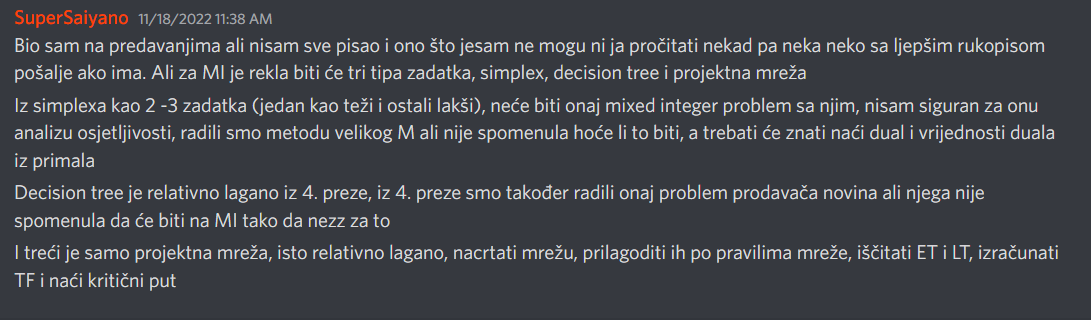 SuperSaiyano 11/18/2022 11:38 AM
Bio sam na predavanjima ali nisam sve pisao i ono što jesam ne mogu ni ja pročitati nekad pa neka neko sa ljepšim rukopisom
pošalje ako ima. Ali za MI je rekla biti će tri tipa zadatka, simplex, decision tree i projektna mreža
Iz simplexa kao 2 -3 zadatka (jedan kao teži i ostali lakši), neće biti onaj mixed integer problem sa njim, nisam siguran za onu
analizu osjetljivosti, radili smo metodu velikog M ali nije spomenula hoće li to biti, a trebati će znati naći dual i vrijednosti duala
iz primala
Decision tree je relativno lagano iz 4. preze, iz 4. preze smo također radili onaj problem prodavača novina ali njega nije
spomenula da će biti na MI tako da nezz za to
I treći je samo projektna mreža, isto relativno lagano, nacrtati mrežu, prilagoditi ih po pravilima mreže, iščitati ET i LT, izračunati
TF i naći kritični put